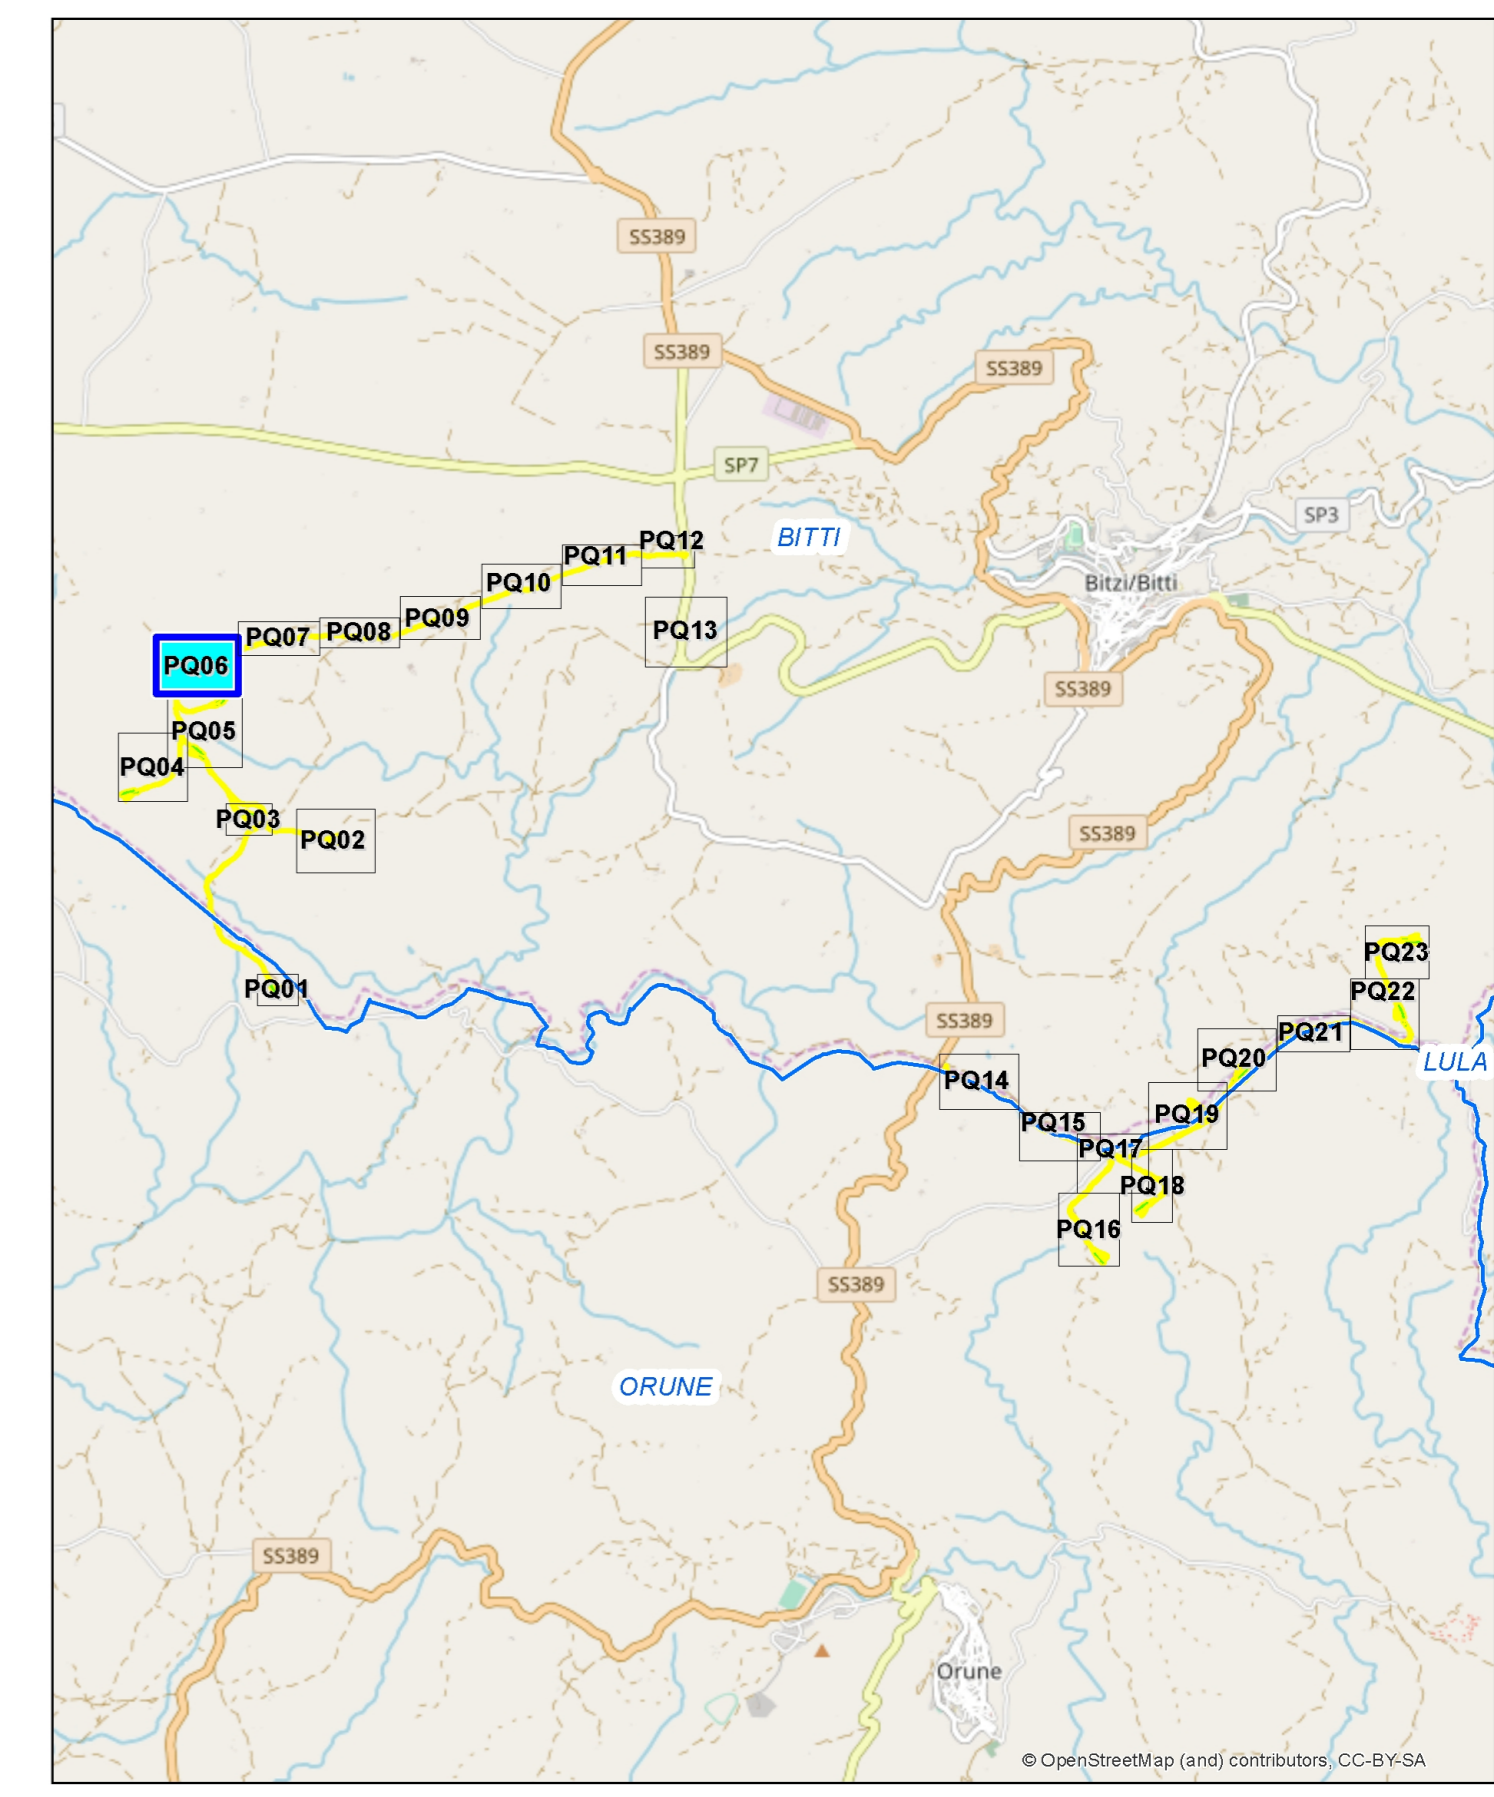 SS389
SS389
SS389
SP7
SP3
BITTI
PQ12
PQ11
PQ10
Bitzi/Bitti
PQ09
PQ08
PQ07
PQ13
PQ06
SS389
PQ05
PQ04
PQ03
PQ02
SS389
PQ23
PQ01
PQ22
SS389
PQ21
PQ20
LULA
PQ14
PQ19
PQ15
PQ17
PQ18
PQ16
SS389
ORUNE
SS389
Orune
© OpenStreetMap (and) contributors, CC-BY-SA